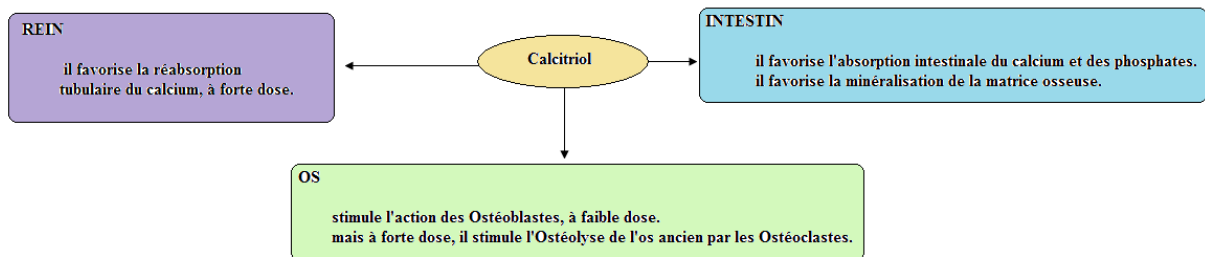 REIN
il favorise la réabsorption
tubulaire du calcium, à forte dose.
Calcitriol
INTESTIN
il favorise l'absorption intestinale du calcium et des phosphates.
il favorise la minéralisation de la matrice osseuse.
OS
stimule l'action des Ostéoblastes, à faible dose.
mais à forte dose, il stimule l'Ostéolyse de l'os ancien par les Ostéoclastes.